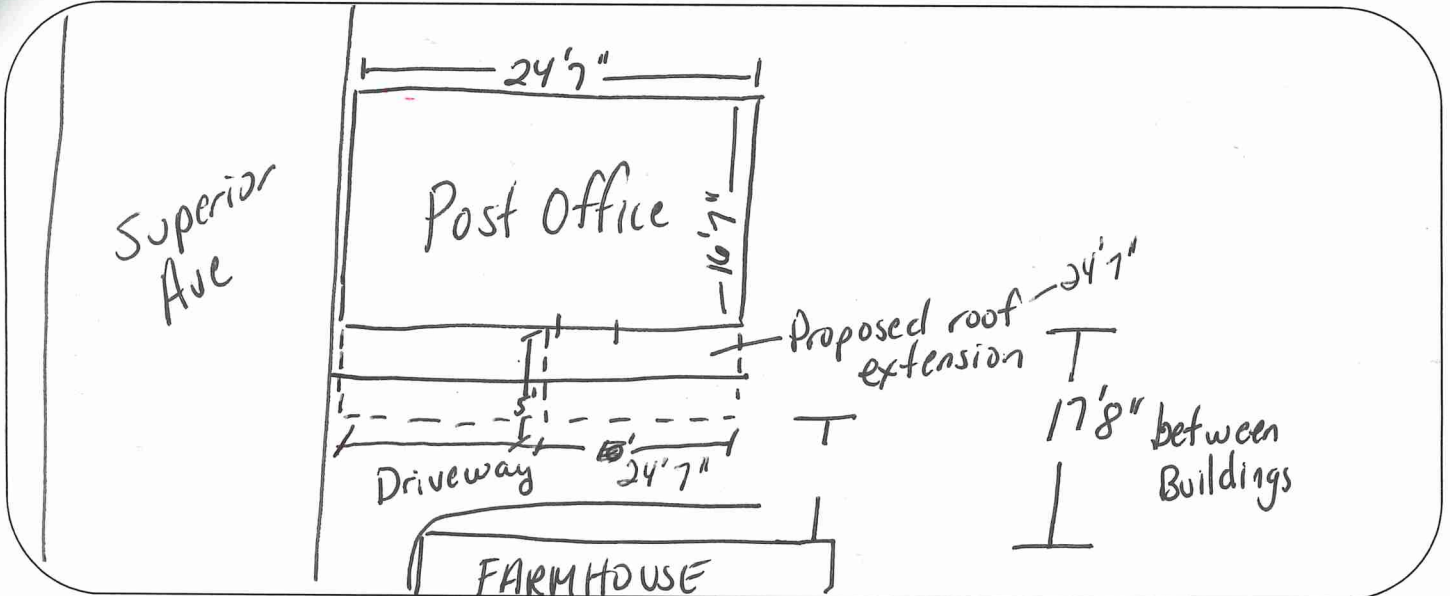 24'7"
Superior
Ave
Post Office
16'7"
Proposed roof
extension
24'7"
5'
24'7"
Driveway
17'8" between
Buildings
FARMHOUSE